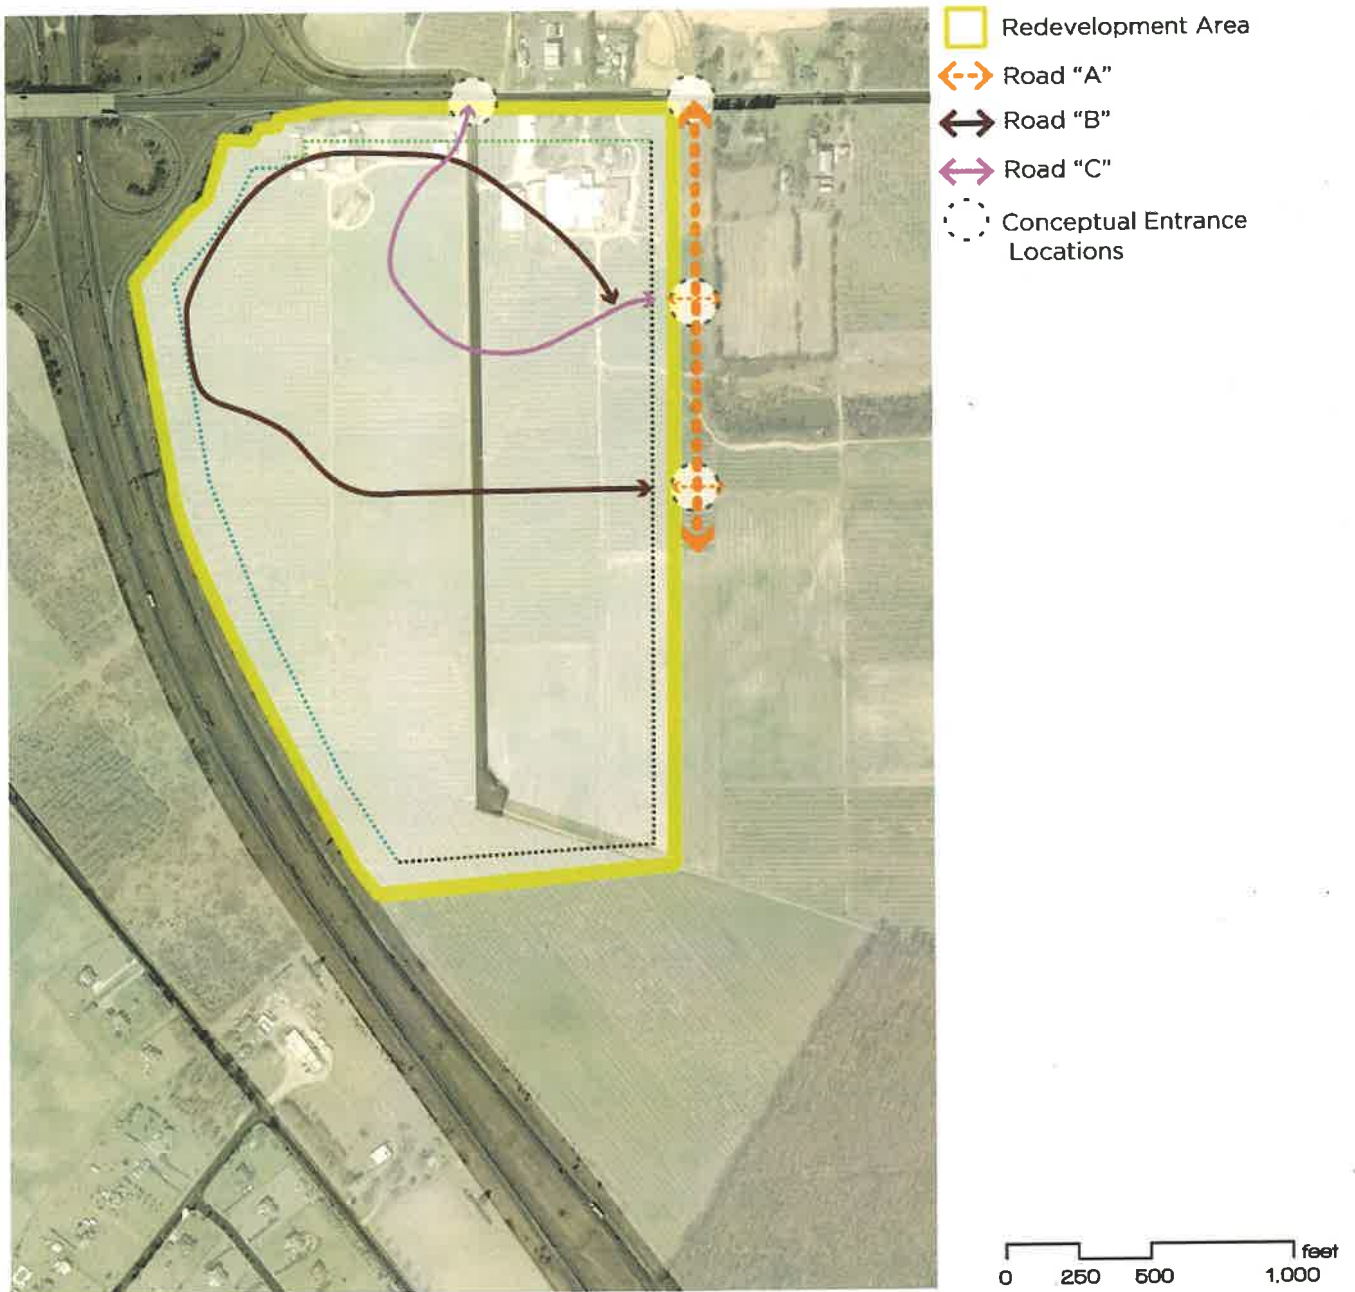 Redevelopment Area
Road “A”
Road “B”
Road “C”
Conceptual Entrance
Locations
feet
0 250 500 1,000